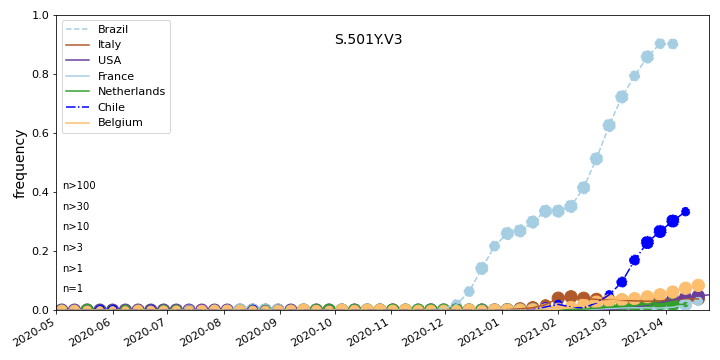 S.501Y.V3
Brazil
Italy
USA
France
Netherlands
Chile
Belgium
frequency
1.0
0.8
0.6
0.4
0.2
0.0
n>100
n>30
n>10
n>3
n>1
n=1
2020-05
2020-06
2020-07
2020-08
2020-09
2020-10
2020-11
2020-12
2021-01
2021-02
2021-03
2021-04